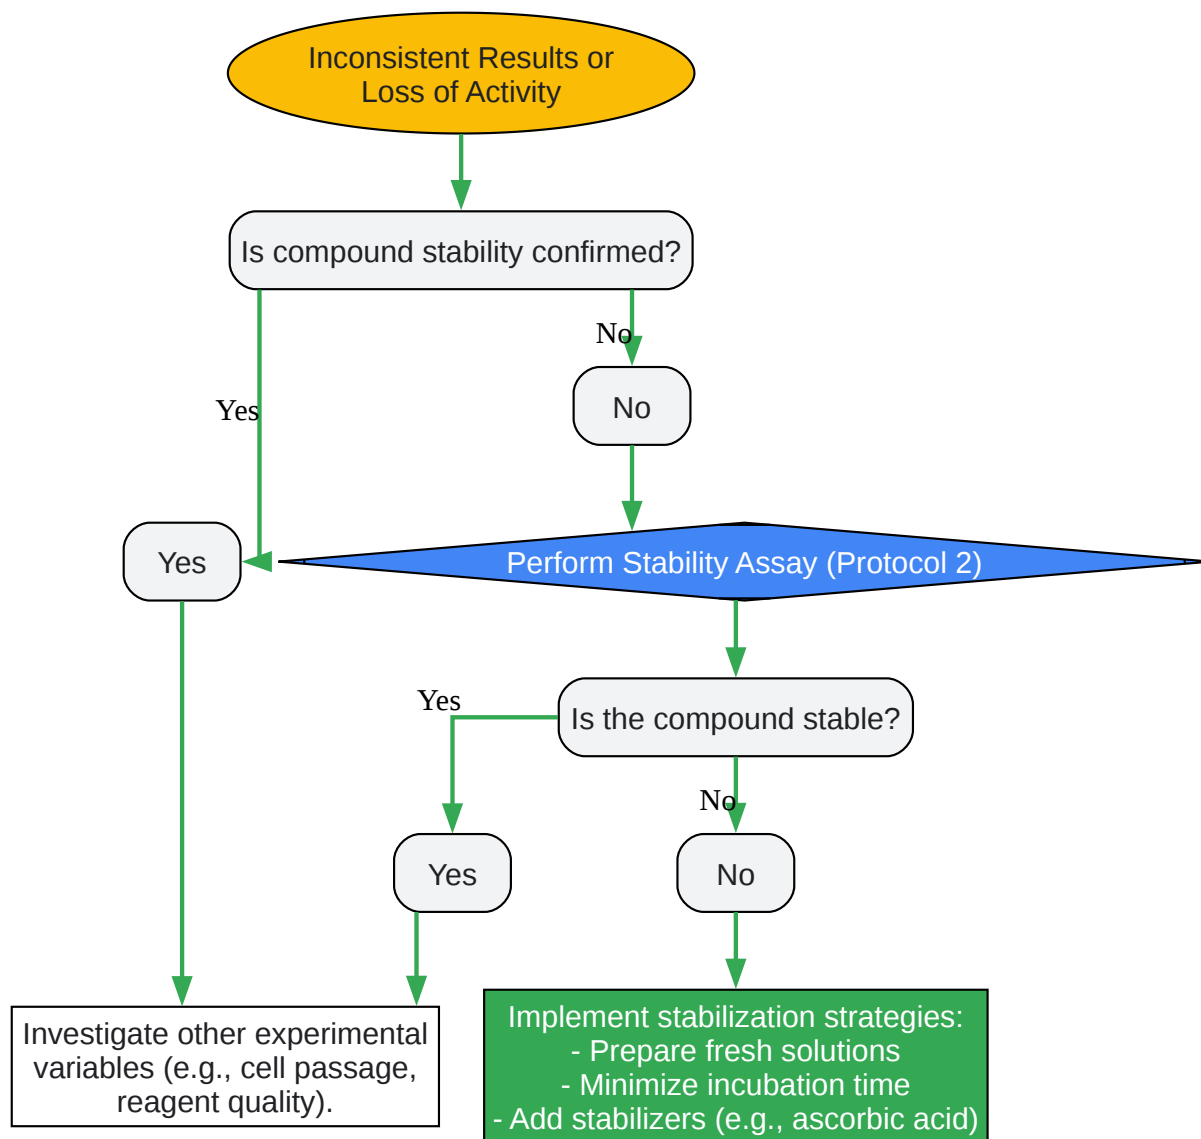 Inconsistent Results or
Loss of Activity
Is compound stability confirmed?
No
No
Yes
Yes
Perform Stability Assay (Protocol 2)
Is the compound stable?
Yes
No
Yes
No
Investigate other experimental
variables (e.g., cell passage,
reagent quality).
Implement stabilization strategies:
- Prepare fresh solutions
- Minimize incubation time
- Add stabilizers (e.g., ascorbic acid)